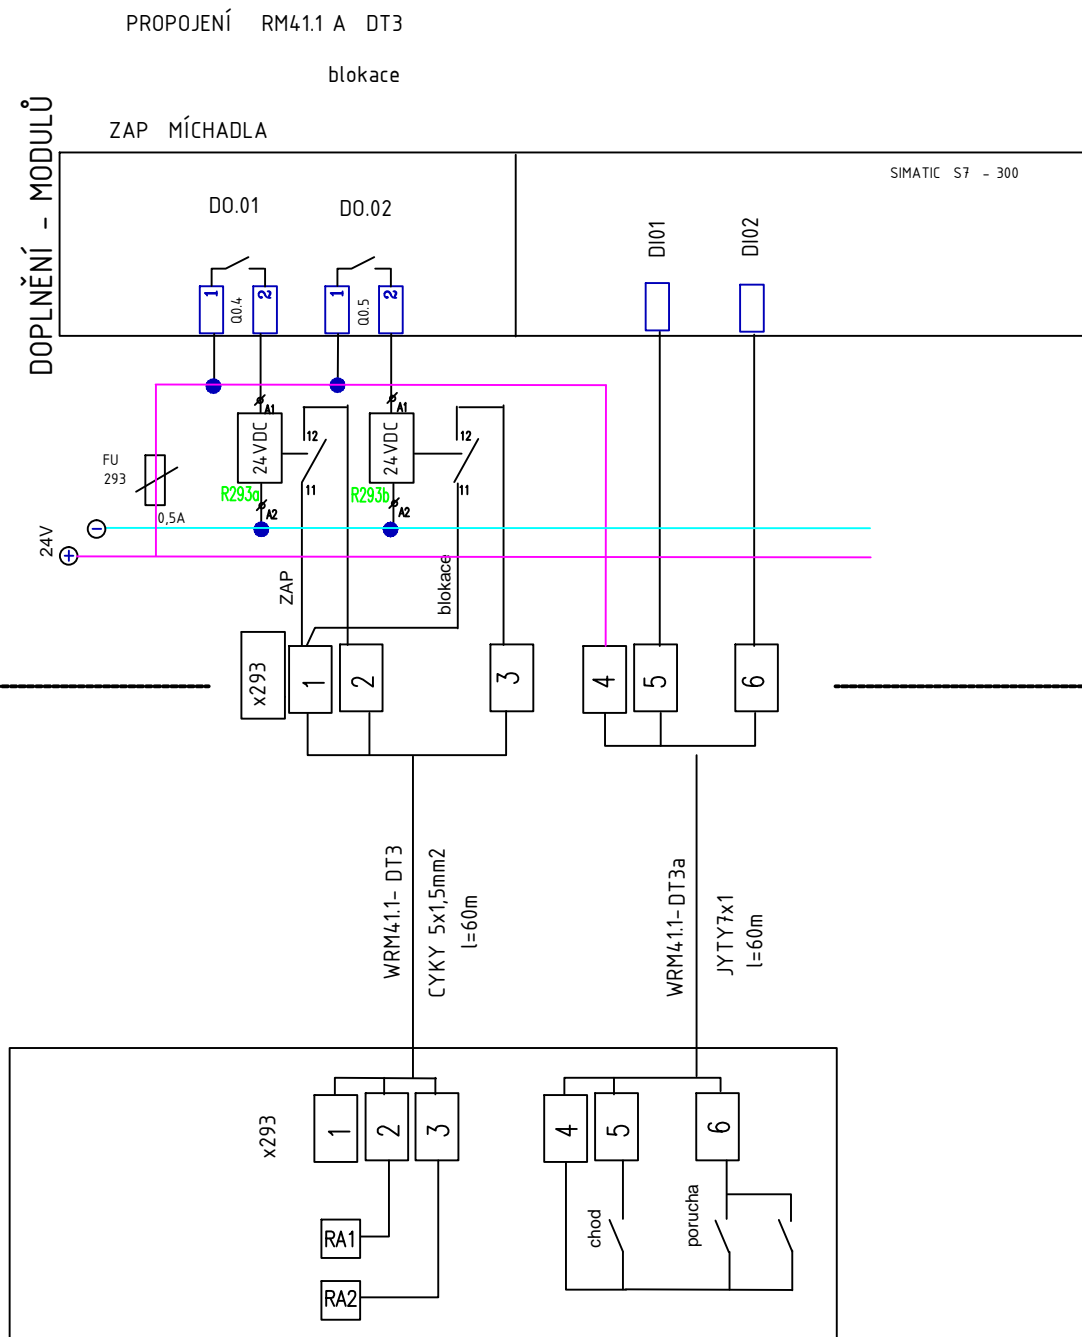 PROPOJENÍ RM41.1 A DT3
blokace
ZAP MÍCHADLA
DOPLNĚNÍ - MODULŮ
SIMATIC S7 - 300
DO.01
DO.02
DI01
DI02
1
Q0.4
2
1
Q0.5
2
A1
A1
24VDC
12
11
24VDC
12
11
R293a
R293b
A2
A2
FU
293
0,5A
24V
-
+
ZAP
blokace
x293
1
2
3
4
5
6
WRM41.1- DT3
CYKY 5x1,5mm2
l=60m
WRM41.1-DT3a
JYTY7x1
l=60m
x293
1
2
3
4
5
6
RA1
RA2
chod
porucha